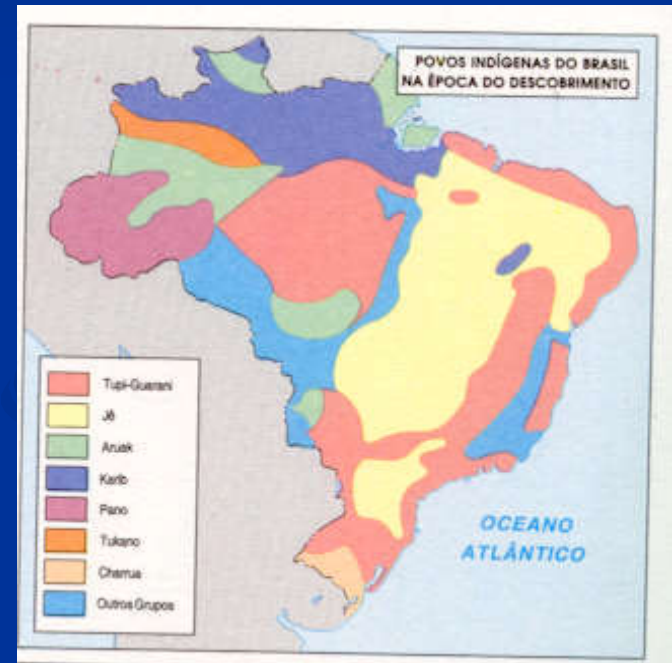 POVOS INDÍGENAS DO BRASIL
NA ÉPOCA DO DESCOBRIMENTO
Tupi-Guarani
Jê
Aruak
Karib
Pano
Tukano
Charrua
Outros Grupos
OCEANO
ATLÂNTICO